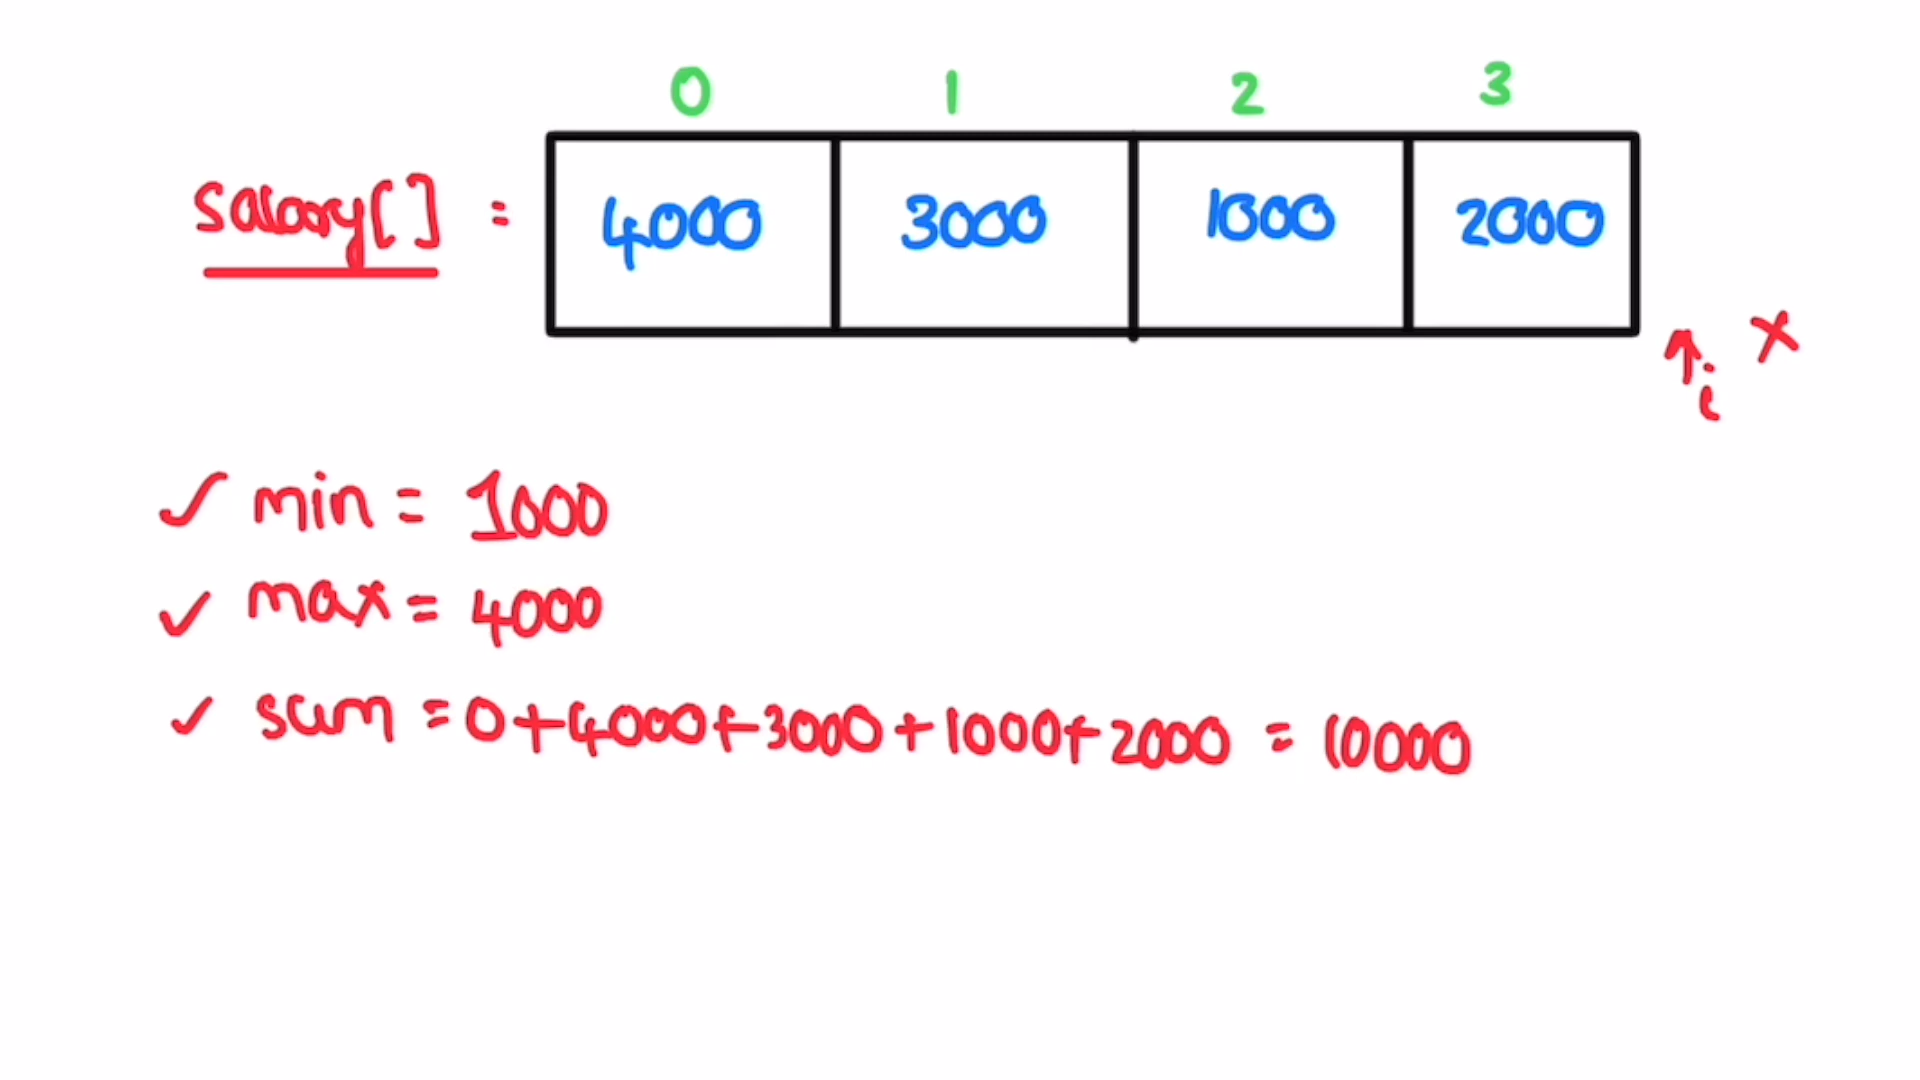 0 1 2 3
salary[] = 4000 3000 1000 2000
i x
✓ min = 1000
✓ max = 4000
✓ sum = 0+4000+3000+1000+2000 = 10000